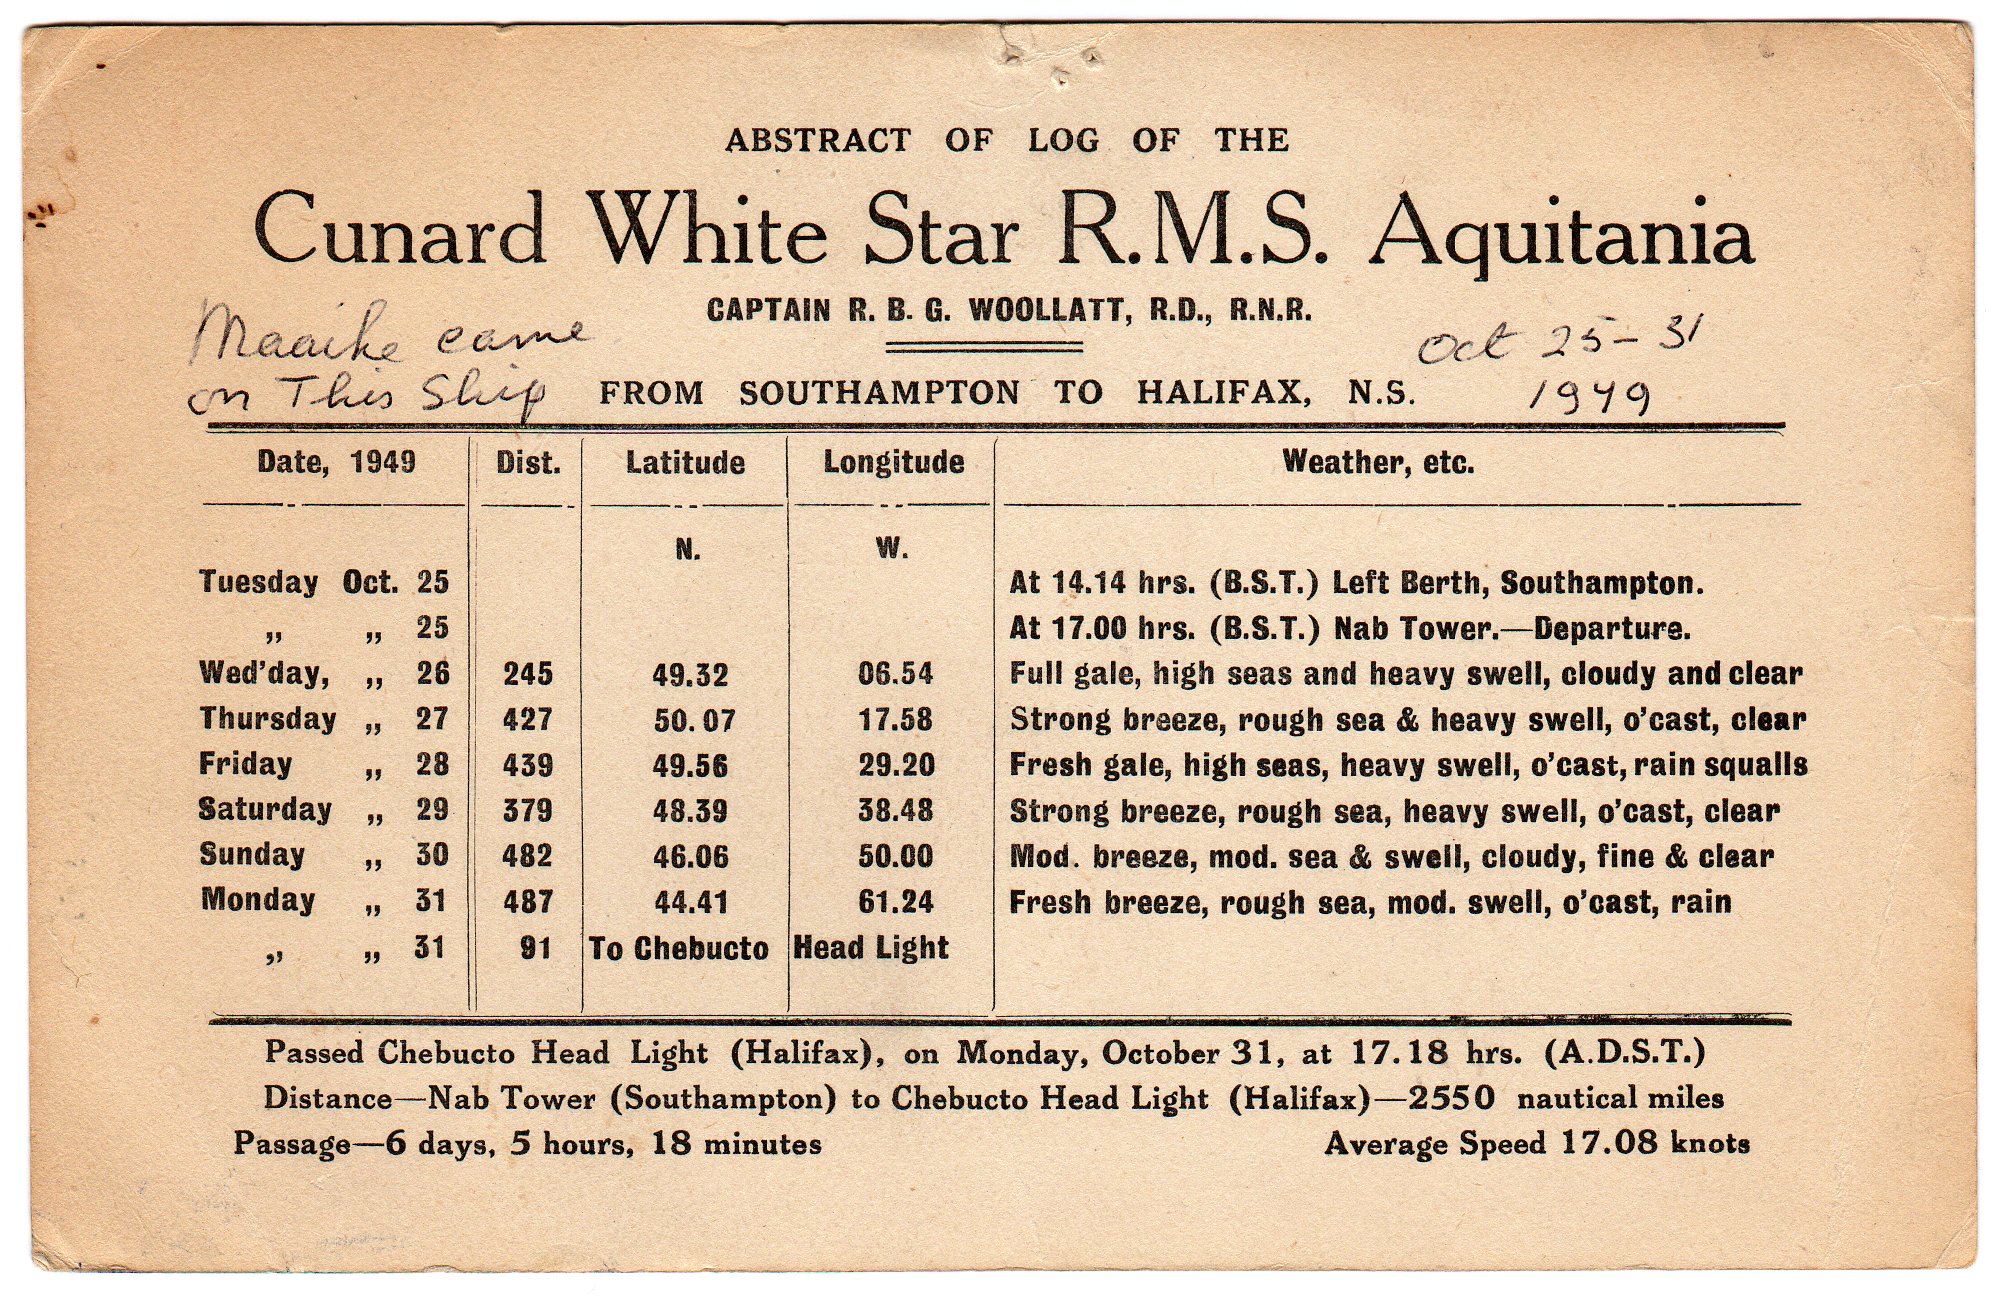 ABSTRACT OF LOG OF THE
Cunard White Star R.M.S. Aquitania
CAPTAIN R. B. G. WOOLLATT, R.D., R.N.R.
Maaike came Oct 25 – 31
on This Ship FROM SOUTHAMPTON TO HALIFAX, N.S. 1949
Date, 1949 Dist. Latitude Longitude Weather, etc.
N. W.
Tuesday Oct. 25 At 14.14 hrs. (B.S.T.) Left Berth, Southampton.
„ „ 25 At 17.00 hrs. (B.S.T.) Nab Tower.—Departure.
Wed'day, „ 26 245 49.32 06.54 Full gale, high seas and heavy swell, cloudy and clear
Thursday „ 27 427 50.07 17.58 Strong breeze, rough sea & heavy swell, o'cast, clear
Friday „ 28 439 49.56 29.20 Fresh gale, high seas, heavy swell, o'cast, rain squalls
Saturday „ 29 379 48.39 38.48 Strong breeze, rough sea, heavy swell, o'cast, clear
Sunday „ 30 482 46.06 50.00 Mod. breeze, mod. sea & swell, cloudy, fine & clear
Monday „ 31 487 44.41 61.24 Fresh breeze, rough sea, mod. swell, o'cast, rain
„ „ 31 91 To Chebucto Head Light
Passed Chebucto Head Light (Halifax), on Monday, October 31, at 17.18 hrs. (A.D.S.T.)
Distance—Nab Tower (Southampton) to Chebucto Head Light (Halifax)—2550 nautical miles
Passage—6 days, 5 hours, 18 minutes Average Speed 17.08 knots